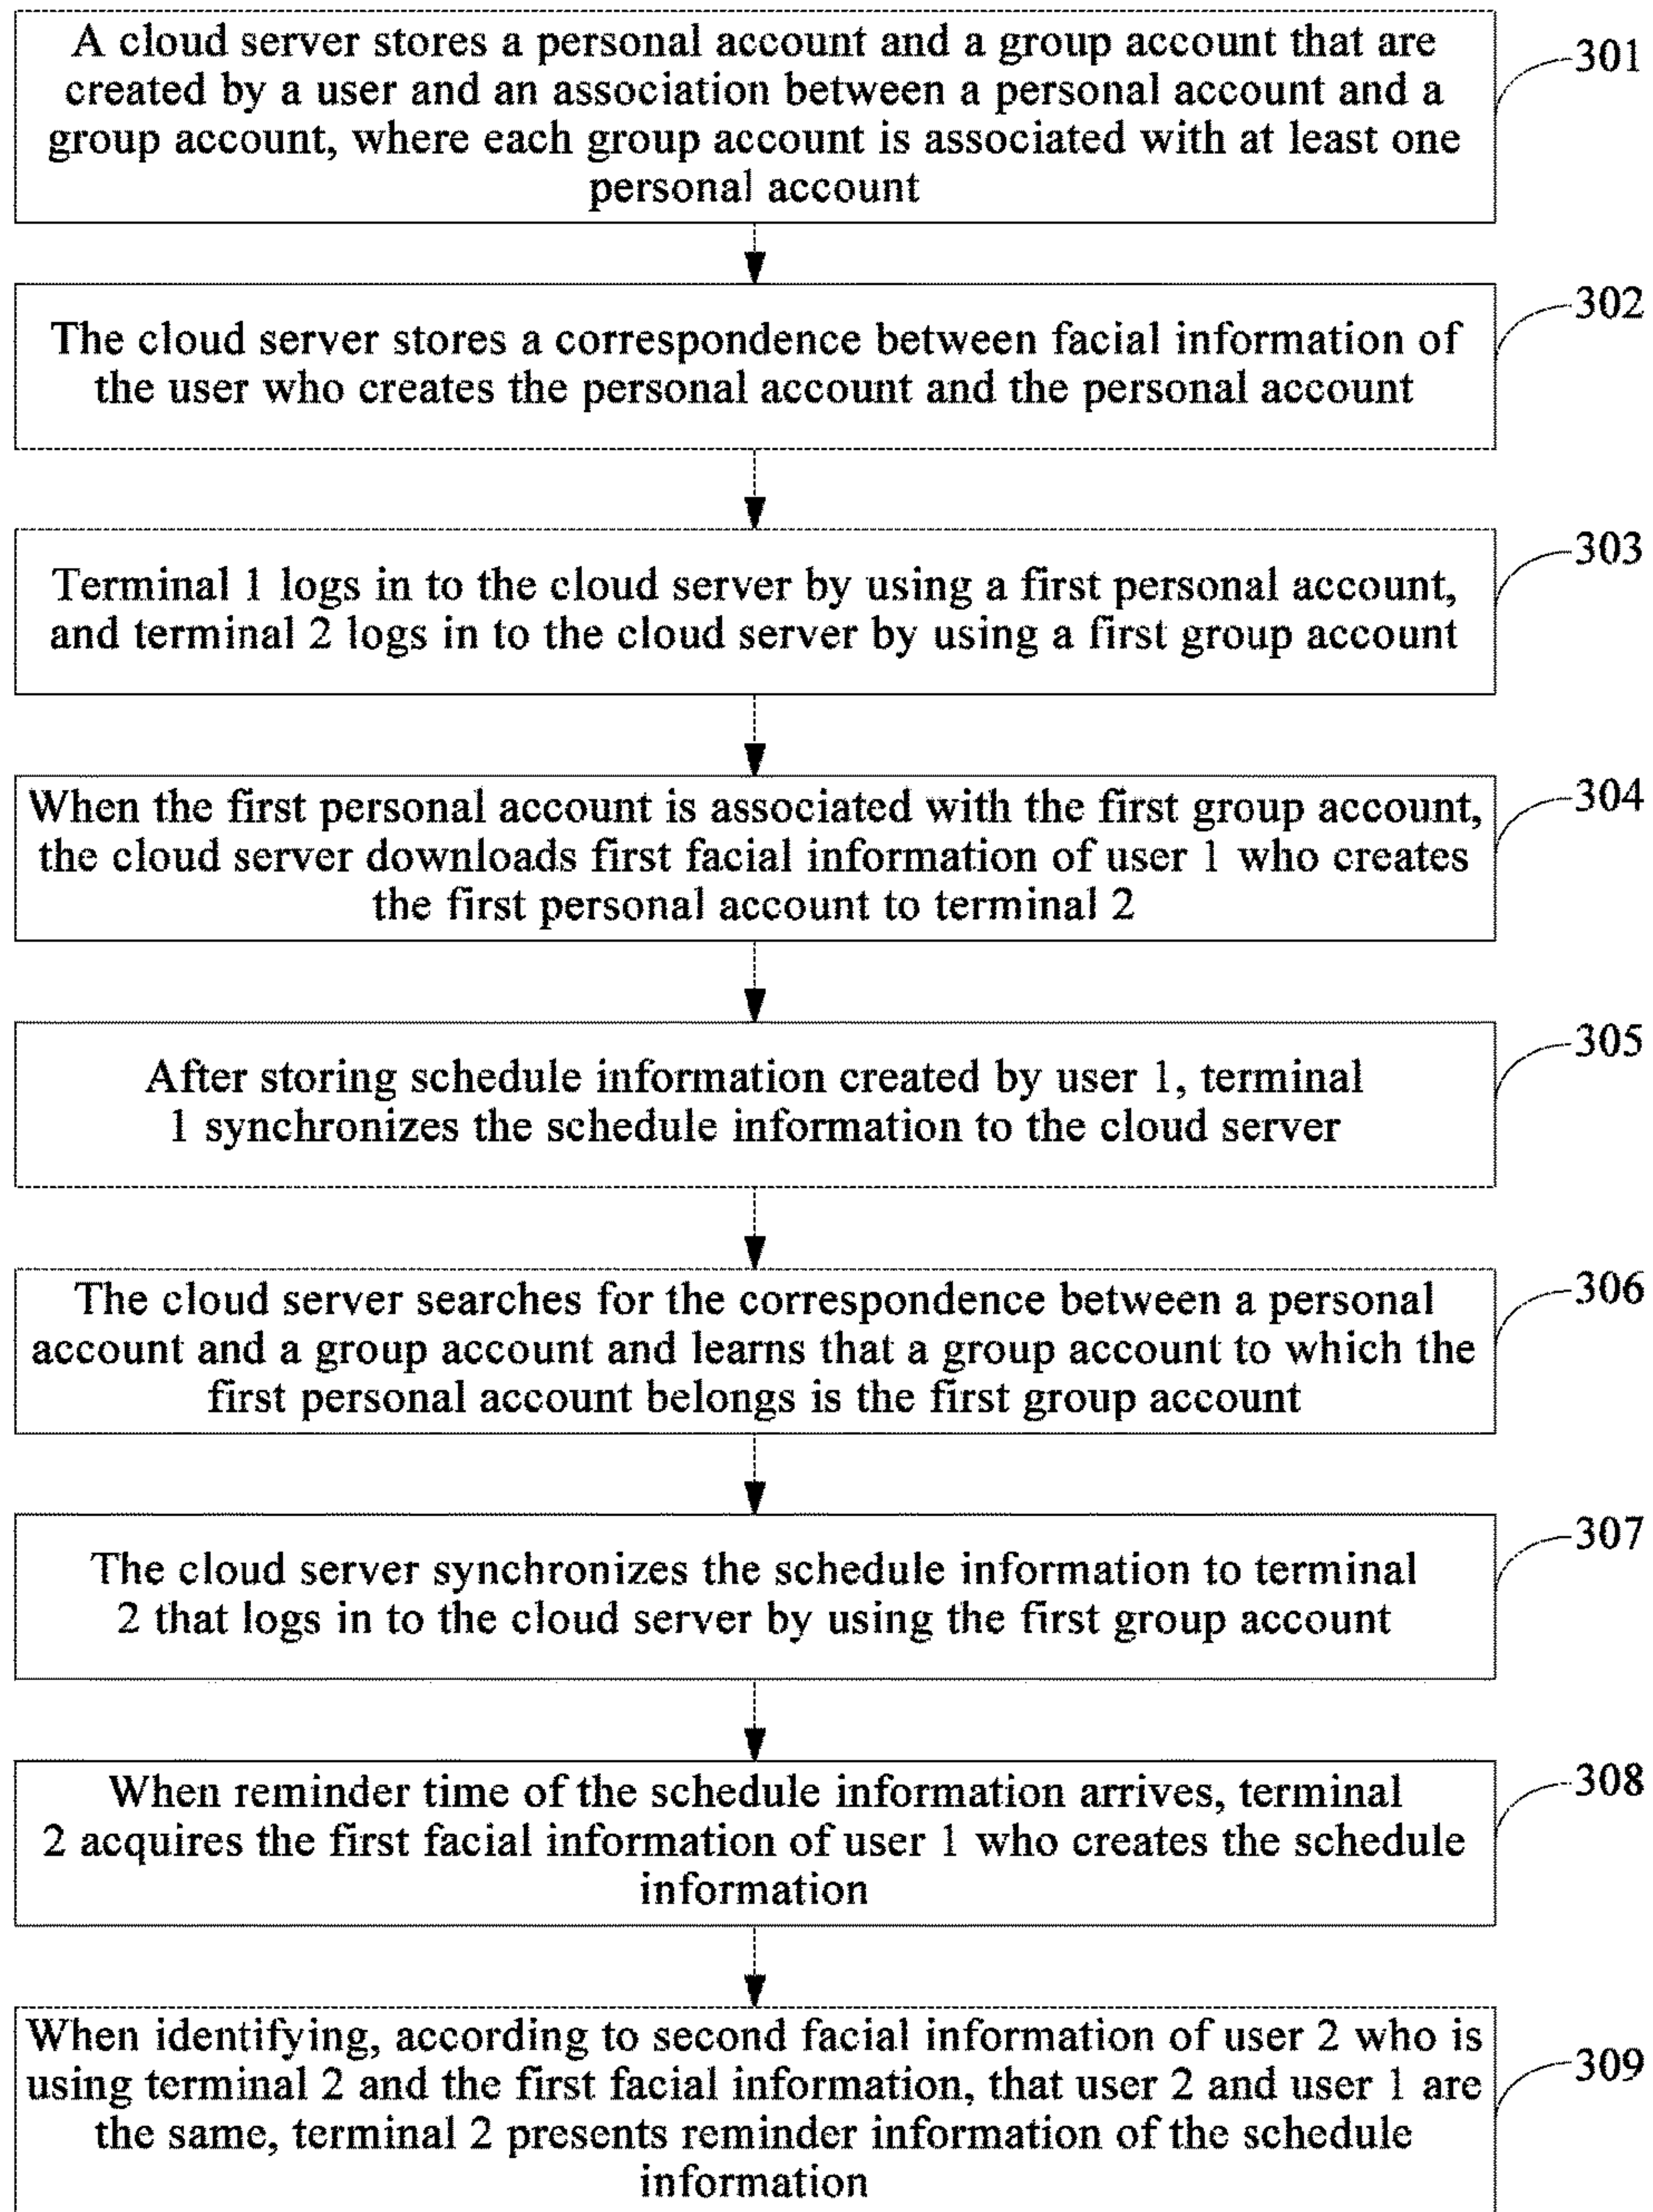 A cloud server stores a personal account and a group account that are
created by a user and an association between a personal account and a
group account, where each group account is associated with at least one
personal account
301
The cloud server stores a correspondence between facial information of
the user who creates the personal account and the personal account
302
Terminal 1 logs in to the cloud server by using a first personal account,
and terminal 2 logs in to the cloud server by using a first group account
303
When the first personal account is associated with the first group account,
the cloud server downloads first facial information of user 1 who creates
the first personal account to terminal 2
304
After storing schedule information created by user 1, terminal
1 synchronizes the schedule information to the cloud server
305
The cloud server searches for the correspondence between a personal
account and a group account and learns that a group account to which the
first personal account belongs is the first group account
306
The cloud server synchronizes the schedule information to terminal
2 that logs in to the cloud server by using the first group account
307
When reminder time of the schedule information arrives, terminal
2 acquires the first facial information of user 1 who creates the schedule
information
308
When identifying, according to second facial information of user 2 who is
using terminal 2 and the first facial information, that user 2 and user 1 are
the same, terminal 2 presents reminder information of the schedule
information
309